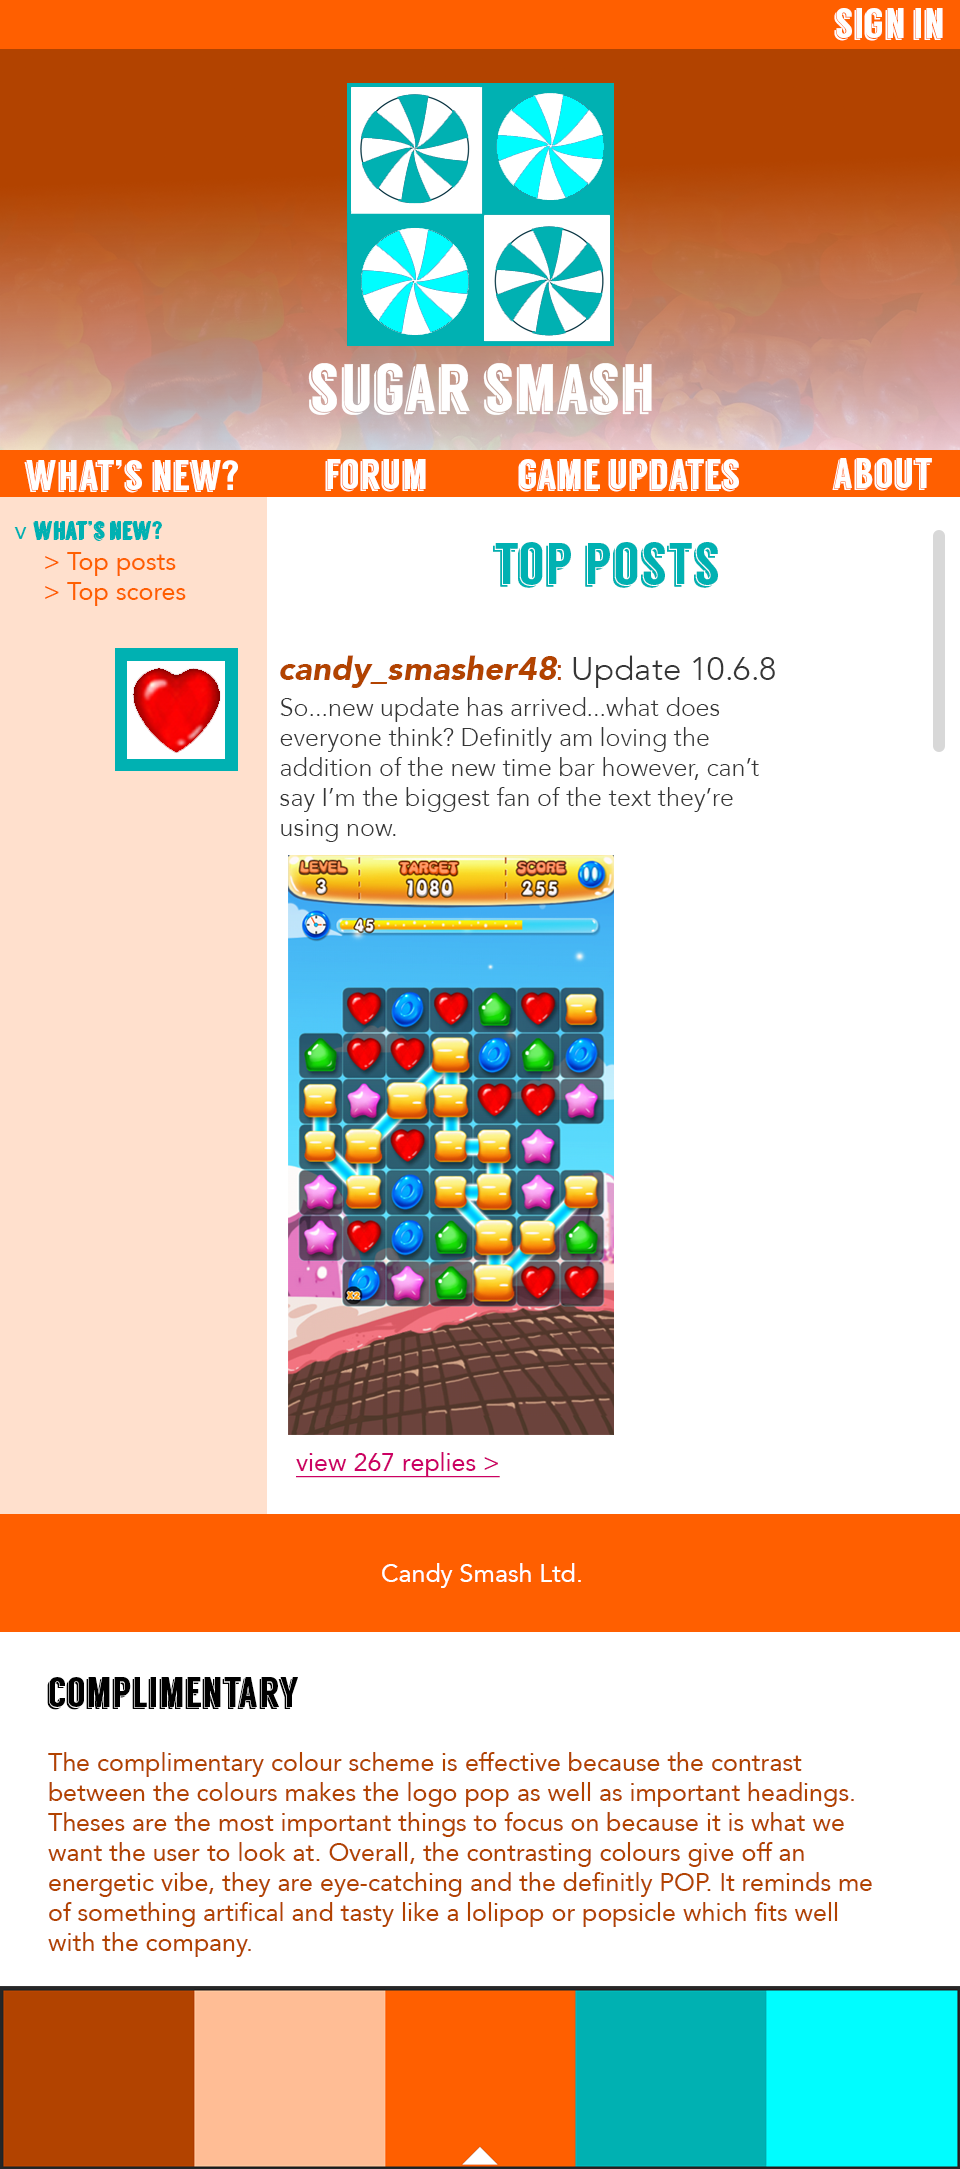 SIGN IN
SUGAR SMASH
WHAT'S NEW? FORUM GAME UPDATES ABOUT
v WHAT'S NEW?
> Top posts
> Top scores
TOP POSTS
candy_smasher48: Update 10.6.8
So...new update has arrived...what does
everyone think? Definitly am loving the
addition of the new time bar however, can't
say I'm the biggest fan of the text they're
using now.
LEVEL TARGET SCORE
3 1080 255
45
X2
view 267 replies >
Candy Smash Ltd.
COMPLIMENTARY
The complimentary colour scheme is effective because the contrast
between the colours makes the logo pop as well as important headings.
Theses are the most important things to focus on because it is what we
want the user to look at. Overall, the contrasting colours give off an
energetic vibe, they are eye-catching and the definitly POP. It reminds me
of something artifical and tasty like a lolipop or popsicle which fits well
with the company.